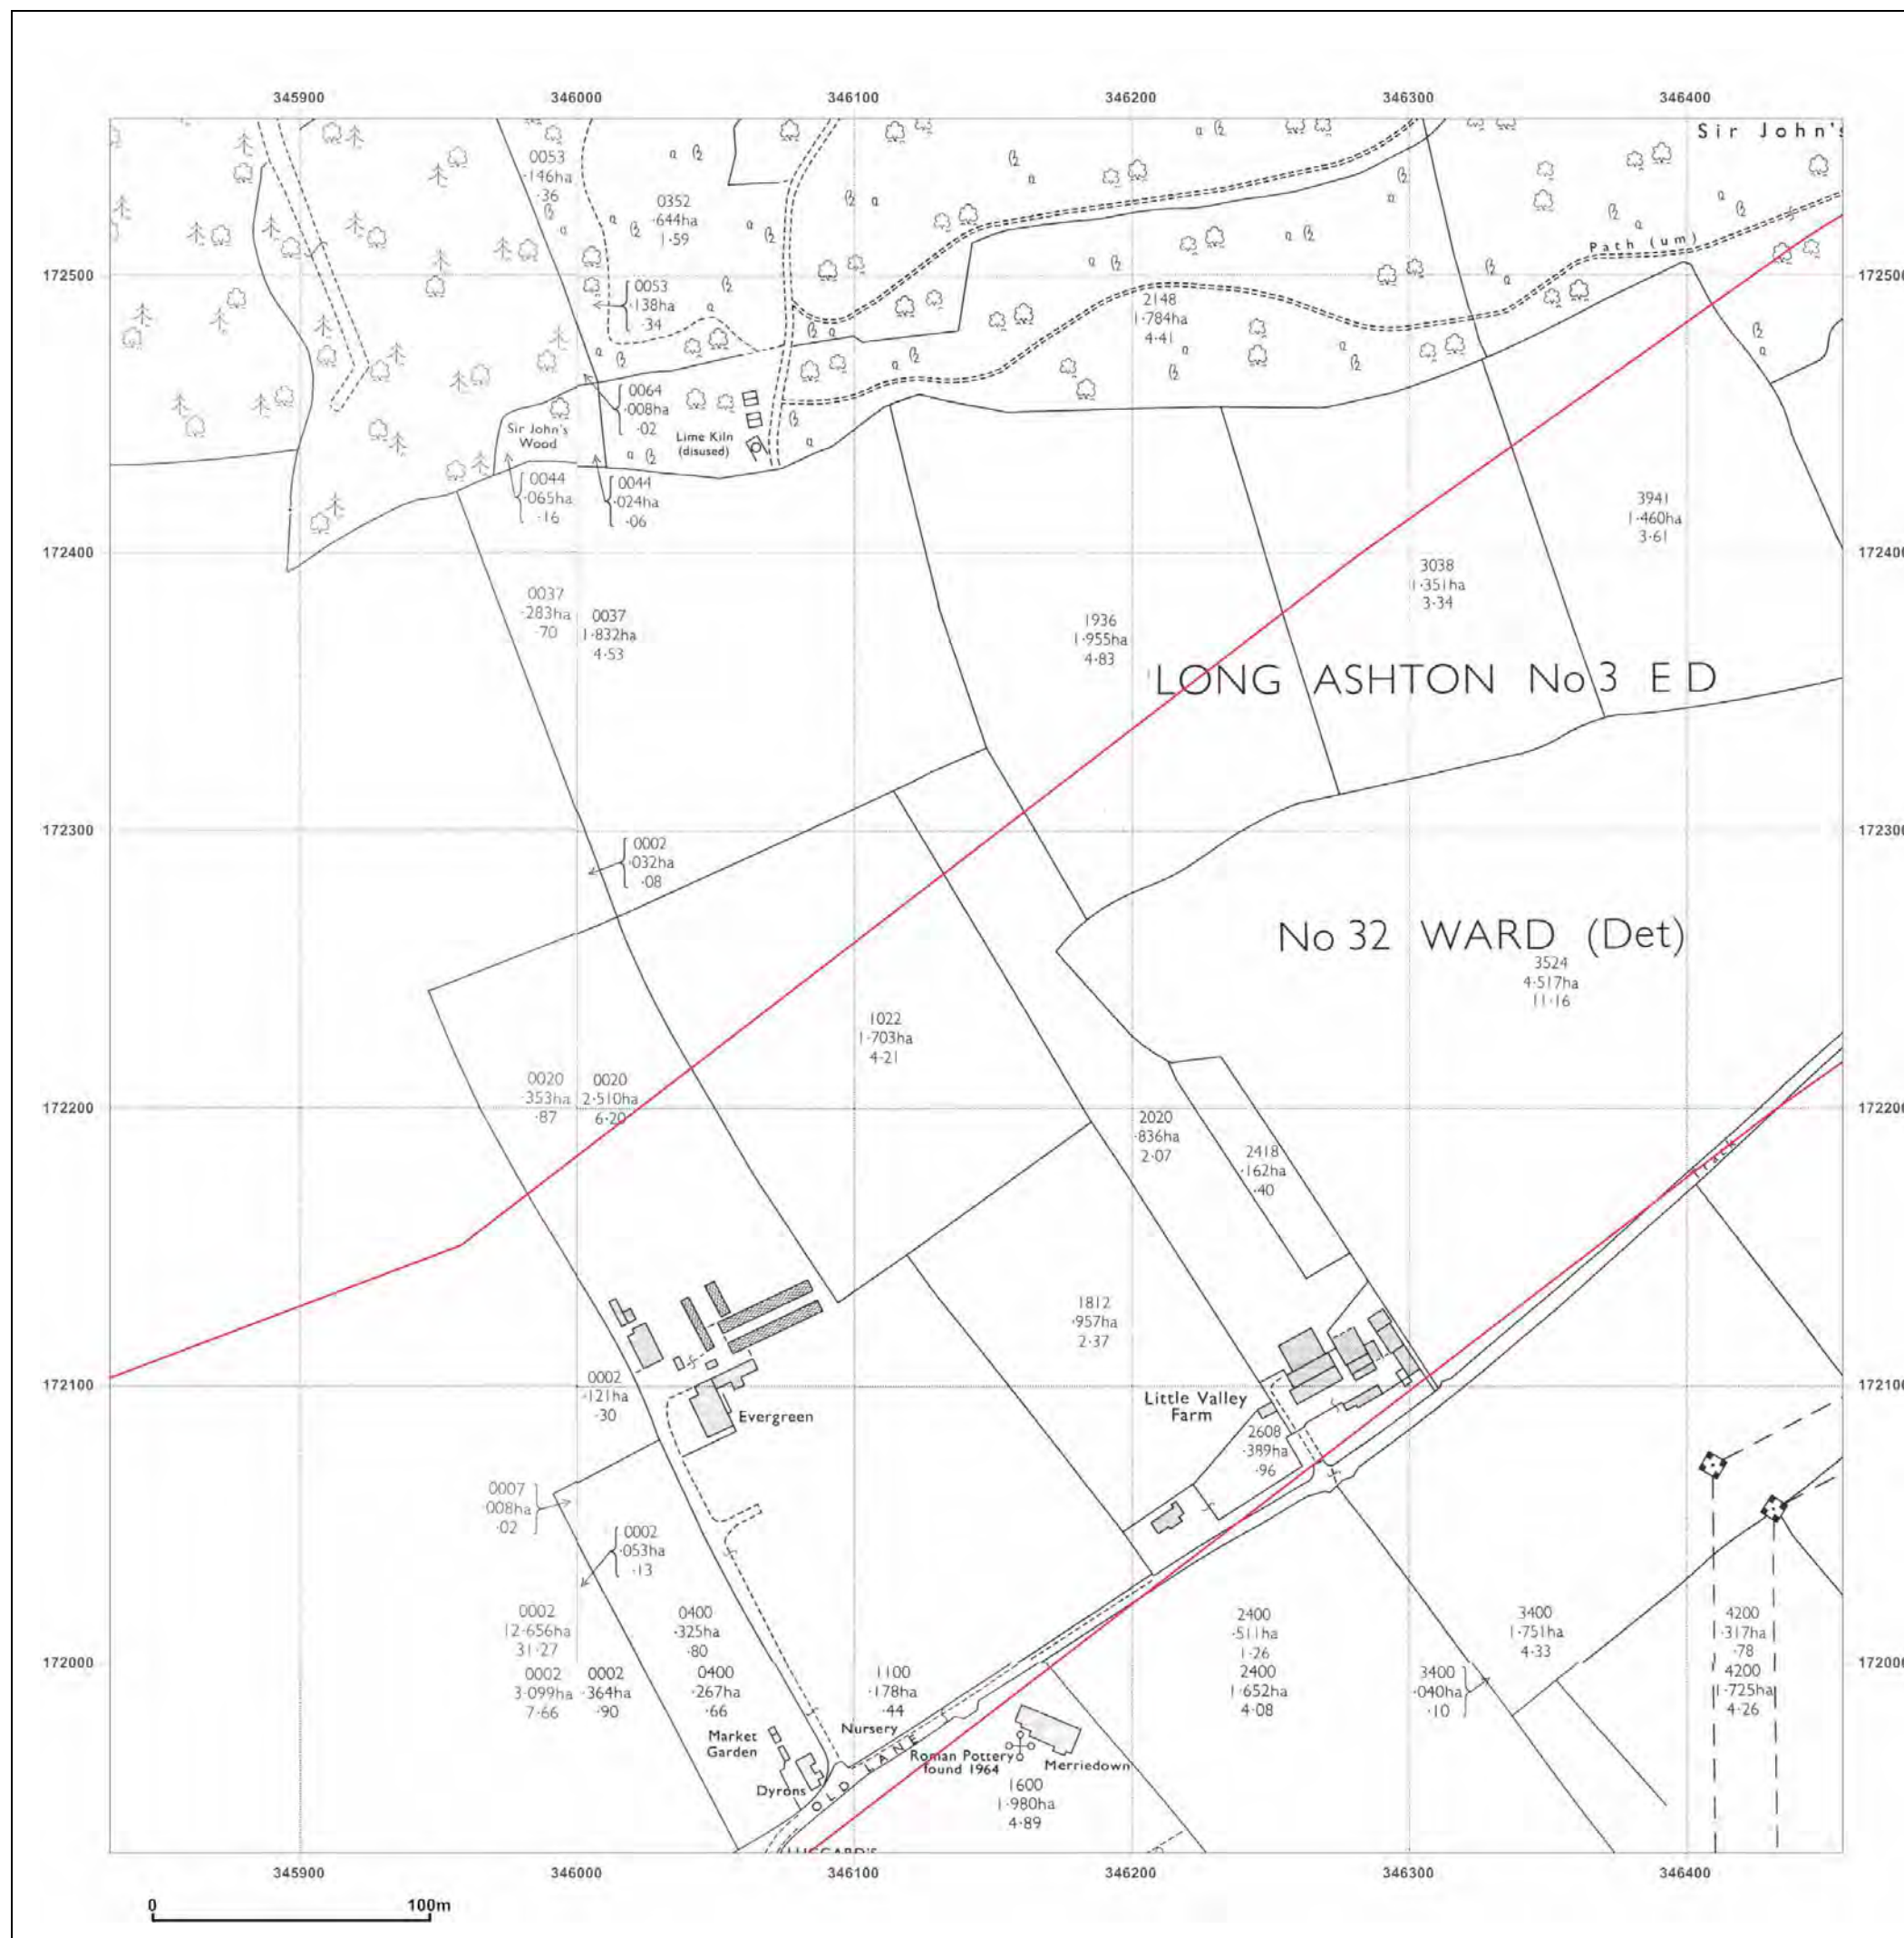 345900 346000 346100 346200 346300 346400
Sir John's
0053
·146ha
·36
0352
·644ha
1·59
Path (um)
172500
172500
0053
·138ha
·34
2148
1·784ha
4·41
0064
·008ha
·02
Sir John's
Wood
Lime Kiln
(disused)
0044
·065ha
·16
0044
·024ha
·06
3941
1·460ha
3·61
172400
172400
3038
1·351ha
3·34
0037
·283ha
·70
0037
1·832ha
4·53
1936
1·955ha
4·83
LONG ASHTON No 3 E D
172300
172300
0002
·032ha
·08
No 32 WARD (Det)
3524
4·517ha
11·16
1022
1·703ha
4·21
0020
·353ha
·87
0020
2·510ha
6·20
172200
172200
2020
·836ha
2·07
2418
·162ha
·40
Track
1812
·957ha
2·37
172100
172100
0002
·121ha
·30
Evergreen
Little Valley
Farm
2608
·389ha
·96
0007
·008ha
·02
0002
·053ha
·13
0002
12·656ha
31·27
0400
·325ha
·80
2400
·511ha
1·26
3400
1·751ha
4·33
4200
·317ha
·78
172000
172000
0002
3·099ha
7·66
0002
·364ha
·90
0400
·267ha
·66
1100
·178ha
·44
2400
1·652ha
4·08
3400
·040ha
·10
4200
1·725ha
4·26
Market
Garden
Nursery
Roman Pottery
found 1964
Merriedown
Dyrons
OLD LANE
1600
1·980ha
4·89
345900 346000 346100 346200 346300 346400
0 100m